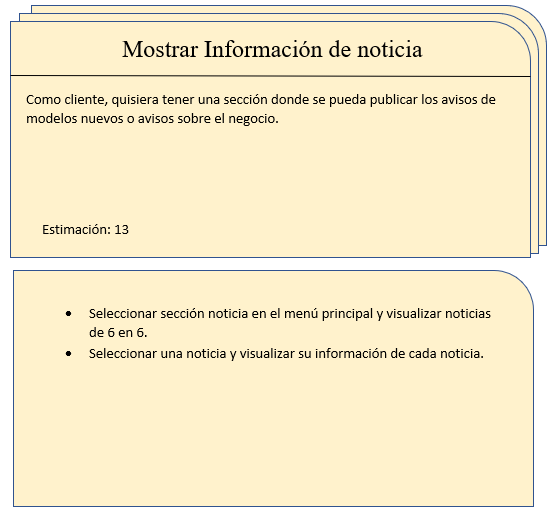 Mostrar Información de noticia
Como cliente, quisiera tener una sección donde se pueda publicar los avisos de
modelos nuevos o avisos sobre el negocio.
Estimación: 13
• Seleccionar sección noticia en el menú principal y visualizar noticias
de 6 en 6.
• Seleccionar una noticia y visualizar su información de cada noticia.